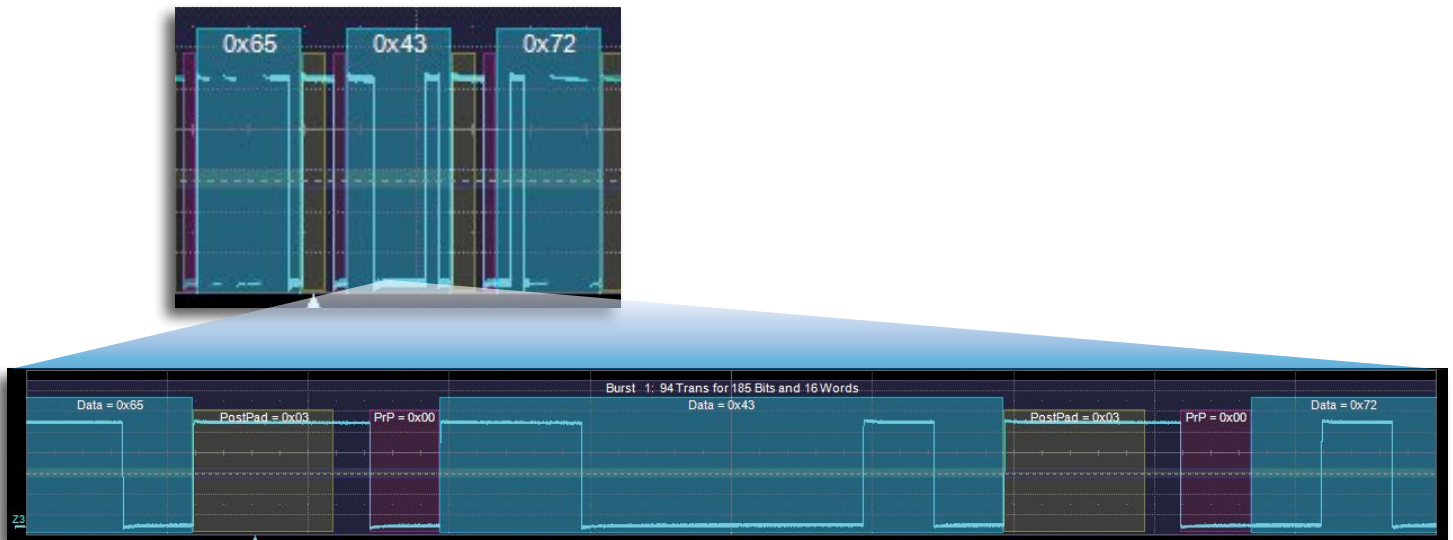 0x65 0x43 0x72
Burst 1: 94 Trans for 185 Bits and 16 Words
Data = 0x65 Data = 0x43 Data = 0x72
PostPad = 0x03 PrP = 0x00 PostPad = 0x03 PrP = 0x00
Z3